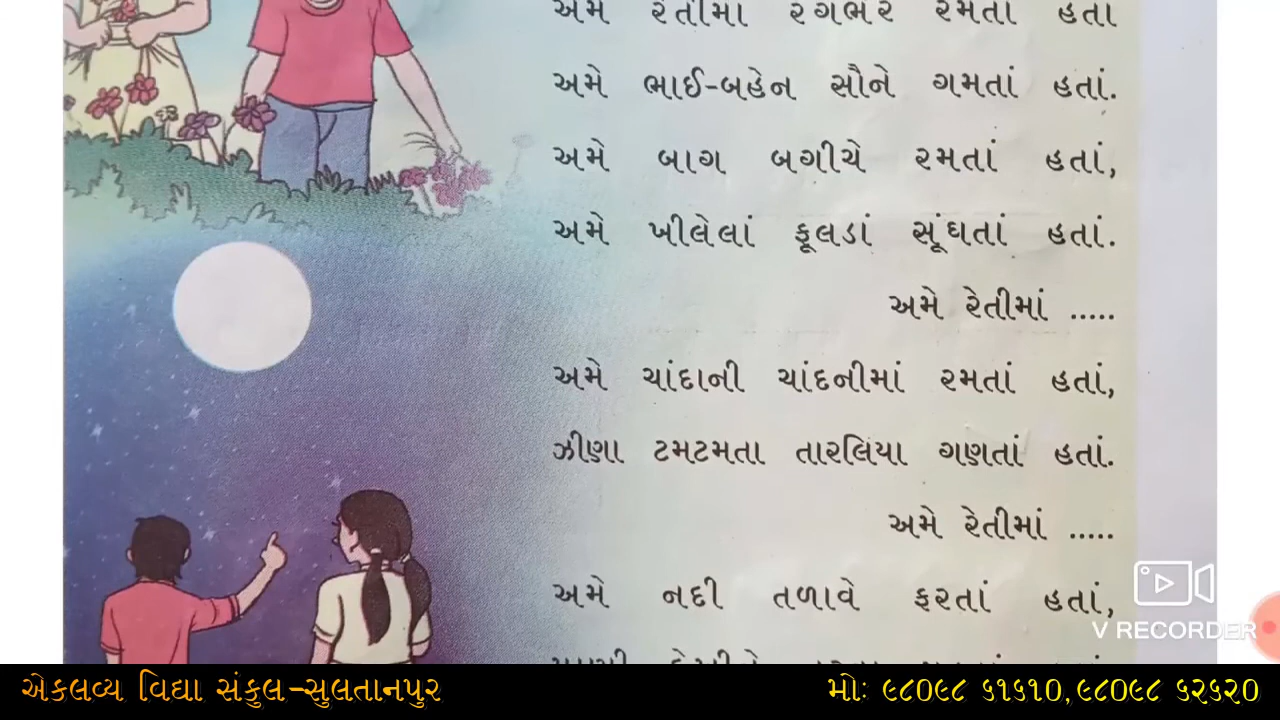 અમે રેતીમાં રંગભર રમતાં હતાં
અમે ભાઈ-બહેન સૌને ગમતાં હતાં.
અમે બાગ બગીચે રમતાં હતાં,
અમે ખીલેલાં ફૂલડાં સૂંઘતાં હતાં.
અમે રેતીમાં .....
અમે ચાંદાની ચાંદનીમાં રમતાં હતાં,
ઝીણા ટમટમતા તારલિયા ગણતાં હતાં.
અમે રેતીમાં .....
અમે નદી તળાવે ફરતાં હતાં,
V RECORDER
એકલવ્ય વિદ્યા સંકુલ-સુલતાનપુર
મોઃ ૯૮૦૯૮ ૬૧૬૧૦,૯૮૦૯૮ ૬૨૬૨૦